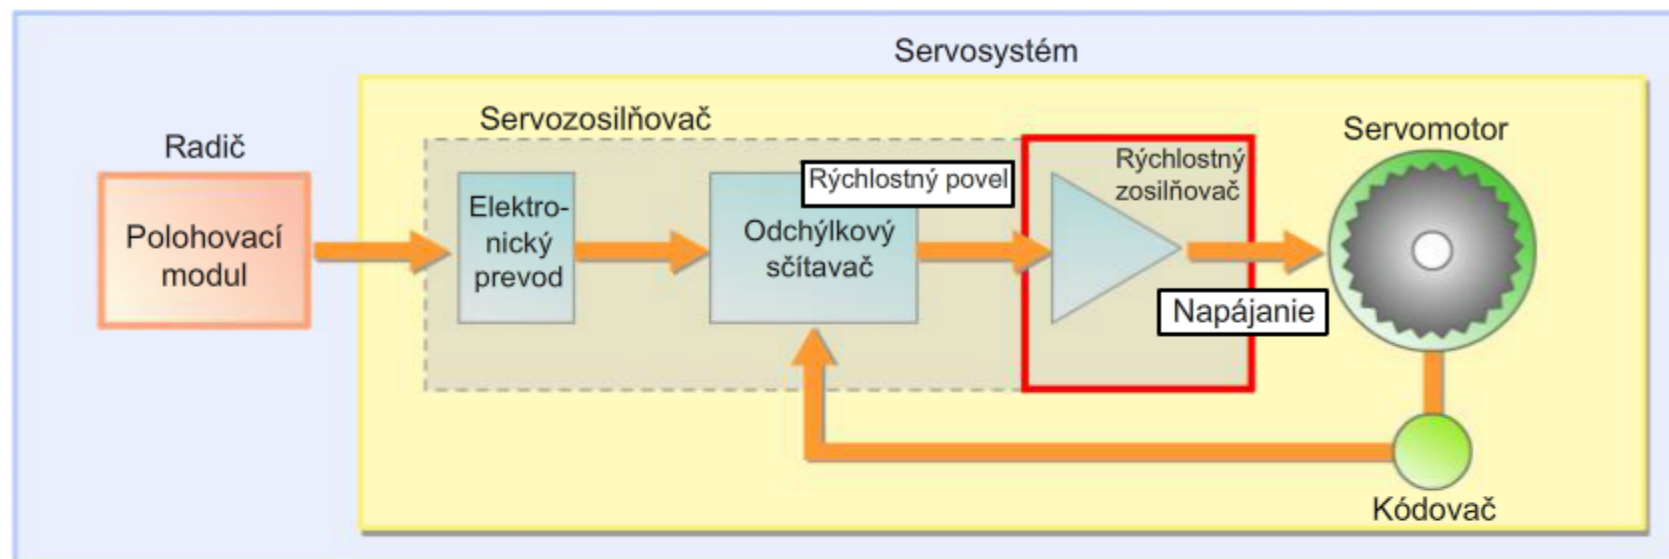 Servosystém
Servozosilňovač
Radič
Servomotor
Polohovací
modul
Elektro-
nický
prevod
Rýchlostný povel
Odchýlkový
sčítavač
Rýchlostný
zosilňovač
Napájanie
Kódovač